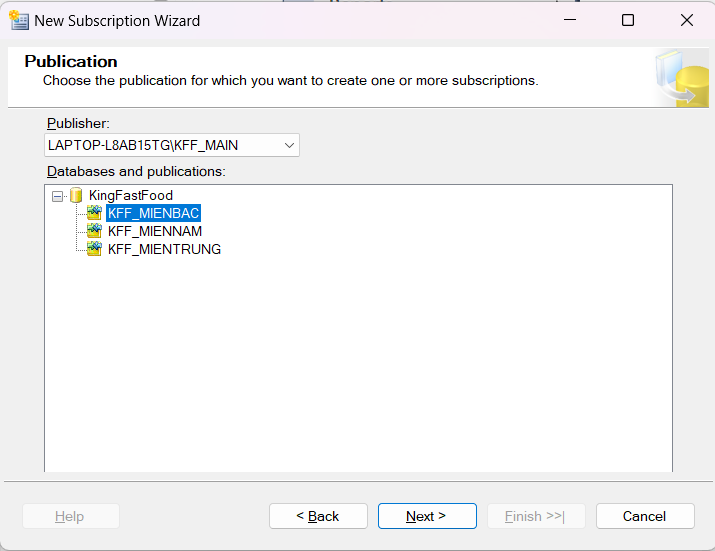 New Subscription Wizard
Publication
Choose the publication for which you want to create one or more subscriptions.
Publisher:
LAPTOP-L8AB15TG\KFF_MAIN
Databases and publications:
KingFastFood
KFF_MIENBAC
KFF_MIENNAM
KFF_MIENTRUNG
Help
< Back
Next >
Finish >>|
Cancel